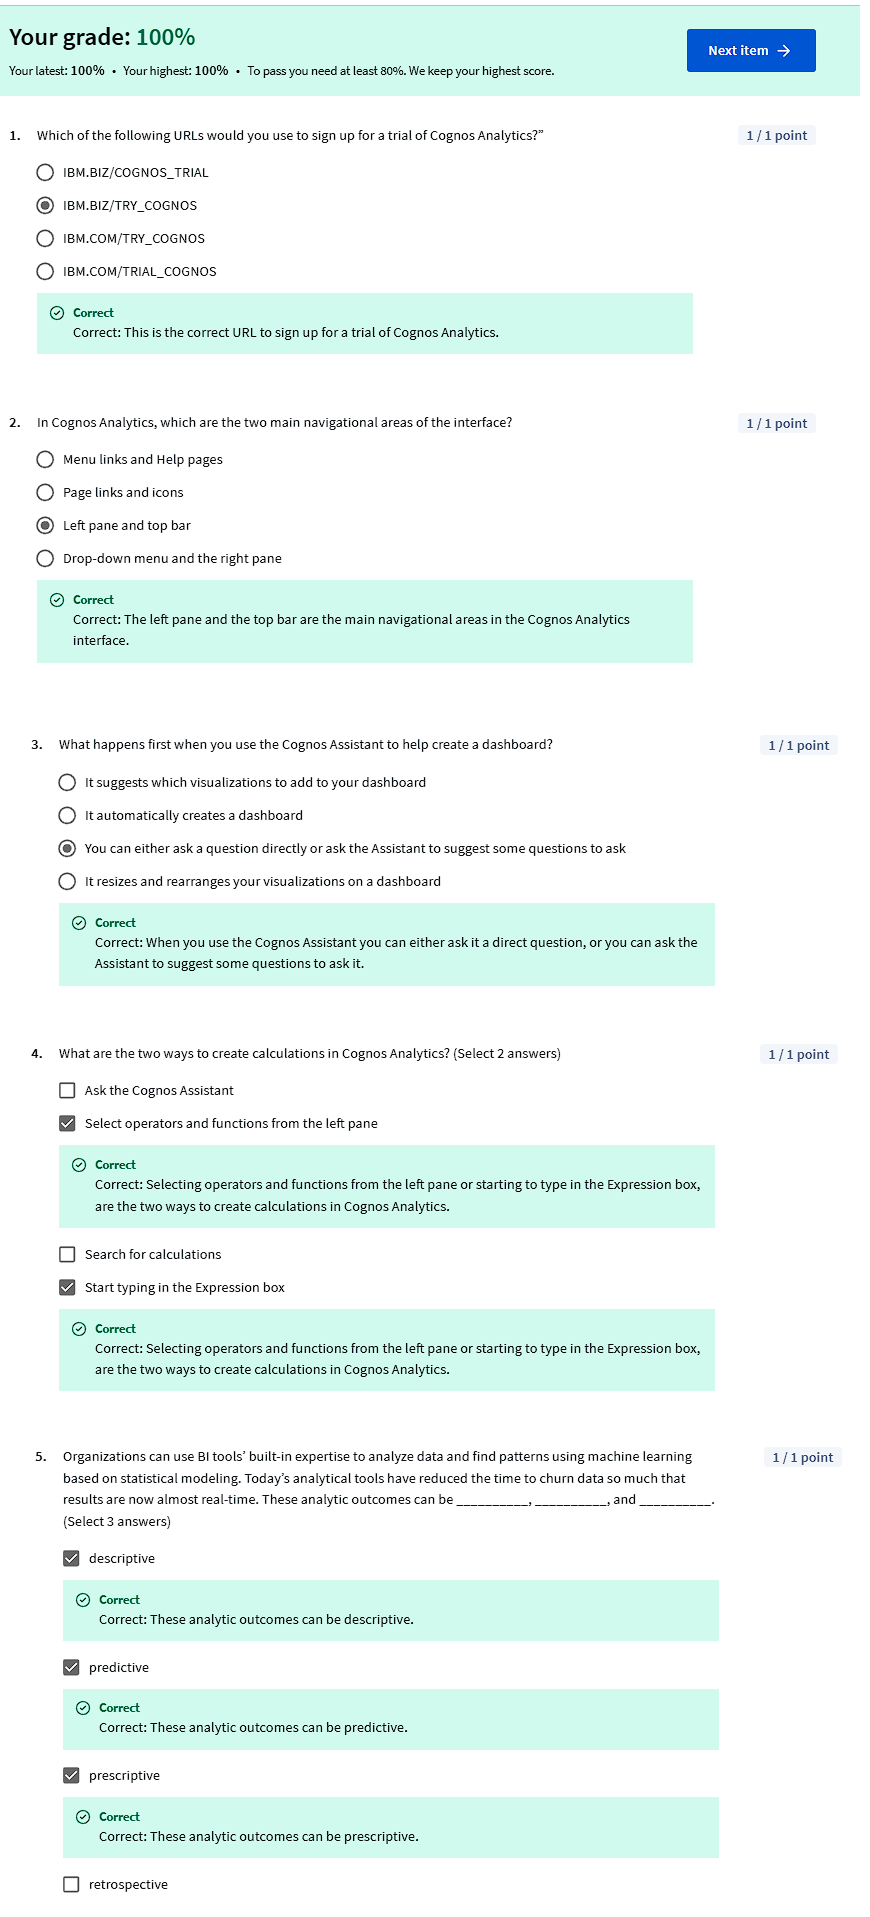 Your grade: 100%
Next item →
Your latest: 100% • Your highest: 100% • To pass you need at least 80%. We keep your highest score.
1. Which of the following URLs would you use to sign up for a trial of Cognos Analytics?”
1 / 1 point
IBM.BIZ/COGNOS_TRIAL
IBM.BIZ/TRY_COGNOS
IBM.COM/TRY_COGNOS
IBM.COM/TRIAL_COGNOS
Correct
Correct: This is the correct URL to sign up for a trial of Cognos Analytics.
2. In Cognos Analytics, which are the two main navigational areas of the interface?
1 / 1 point
Menu links and Help pages
Page links and icons
Left pane and top bar
Drop-down menu and the right pane
Correct
Correct: The left pane and the top bar are the main navigational areas in the Cognos Analytics
interface.
3. What happens first when you use the Cognos Assistant to help create a dashboard?
1 / 1 point
It suggests which visualizations to add to your dashboard
It automatically creates a dashboard
You can either ask a question directly or ask the Assistant to suggest some questions to ask
It resizes and rearranges your visualizations on a dashboard
Correct
Correct: When you use the Cognos Assistant you can either ask it a direct question, or you can ask the
Assistant to suggest some questions to ask it.
4. What are the two ways to create calculations in Cognos Analytics? (Select 2 answers)
1 / 1 point
Ask the Cognos Assistant
Select operators and functions from the left pane
Correct
Correct: Selecting operators and functions from the left pane or starting to type in the Expression box,
are the two ways to create calculations in Cognos Analytics.
Search for calculations
Start typing in the Expression box
Correct
Correct: Selecting operators and functions from the left pane or starting to type in the Expression box,
are the two ways to create calculations in Cognos Analytics.
5. Organizations can use BI tools’ built-in expertise to analyze data and find patterns using machine learning
1 / 1 point
based on statistical modeling. Today’s analytical tools have reduced the time to churn data so much that
results are now almost real-time. These analytic outcomes can be __________, __________, and __________.
(Select 3 answers)
descriptive
Correct
Correct: These analytic outcomes can be descriptive.
predictive
Correct
Correct: These analytic outcomes can be predictive.
prescriptive
Correct
Correct: These analytic outcomes can be prescriptive.
retrospective